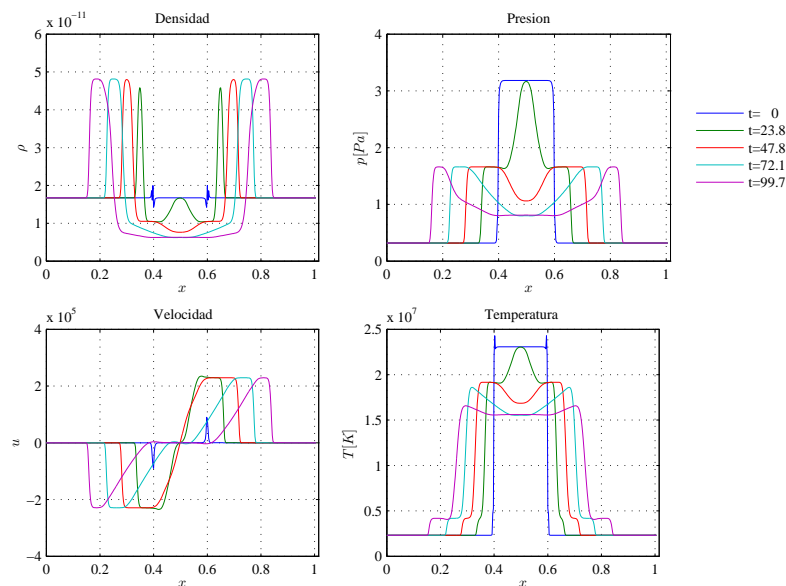 x 10⁻¹¹
Densidad
6
5
4
3
2
1
0
ρ
0
0.2
0.4
0.6
0.8
1
x
Presion
4
3
2
1
0
p[Pa]
0
0.2
0.4
0.6
0.8
1
x
t= 0
t=23.8
t=47.8
t=72.1
t=99.7
x 10⁵
Velocidad
4
2
0
−2
−4
u
0
0.2
0.4
0.6
0.8
1
x
x 10⁷
Temperatura
2.5
2
1.5
1
0.5
0
T[K]
0
0.2
0.4
0.6
0.8
1
x